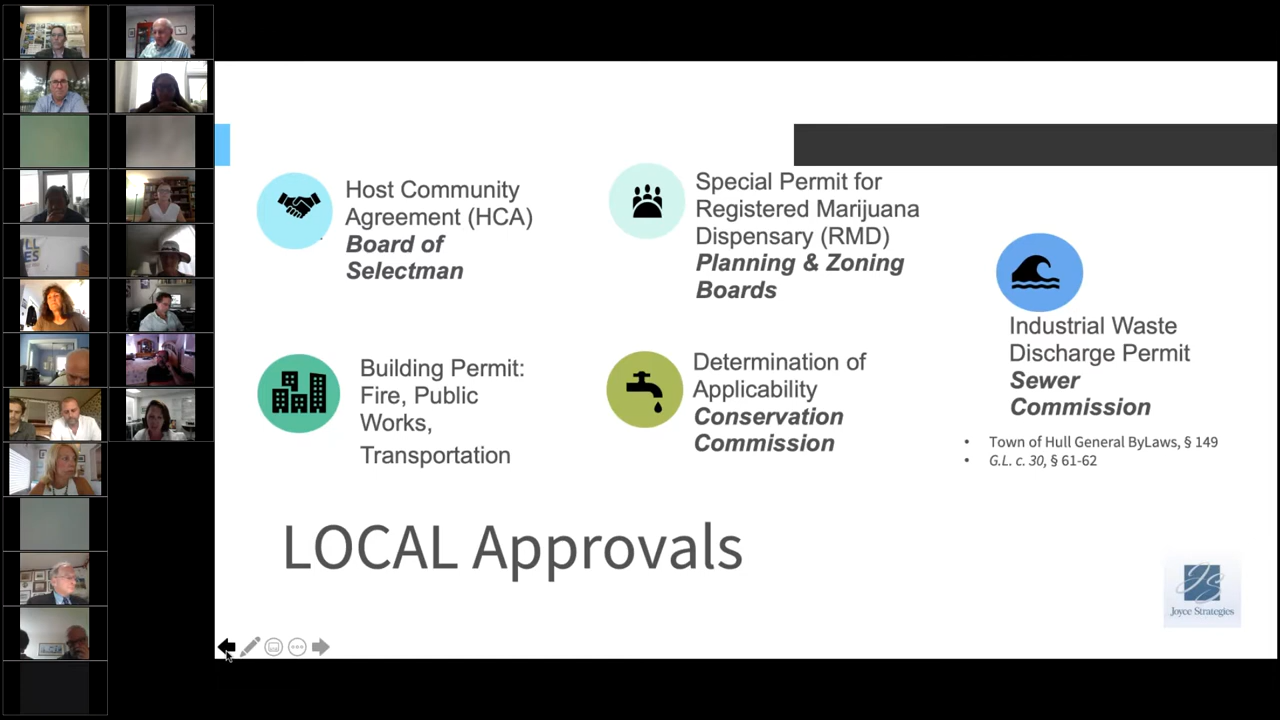 Host Community
Agreement (HCA)
Board of
Selectman
Special Permit for
Registered Marijuana
Dispensary (RMD)
Planning & Zoning
Boards
Industrial Waste
Discharge Permit
Sewer
Commission
• Town of Hull General ByLaws, § 149
• G.L. c. 30, § 61-62
Building Permit:
Fire, Public
Works,
Transportation
Determination of
Applicability
Conservation
Commission
LOCAL Approvals
JS
Joyce Strategies